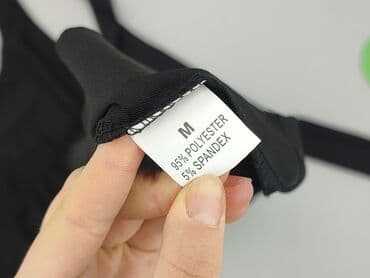 M
95% POLYESTER
5% SPANDEX